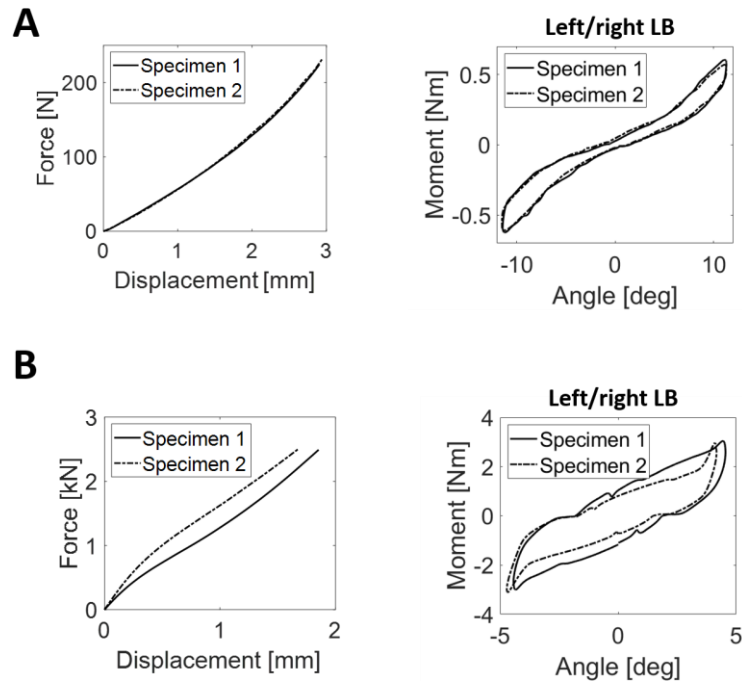 A
Left/right LB
Force [N]
200
100
0
Specimen 1
Specimen 2
0 1 2 3
Displacement [mm]
Moment [Nm]
0.5
0
-0.5
Specimen 1
Specimen 2
-10 0 10
Angle [deg]
B
Left/right LB
Force [kN]
3
2
1
0
Specimen 1
Specimen 2
0 1 2
Displacement [mm]
Moment [Nm]
4
2
0
-2
-4
Specimen 1
Specimen 2
-5 0 5
Angle [deg]